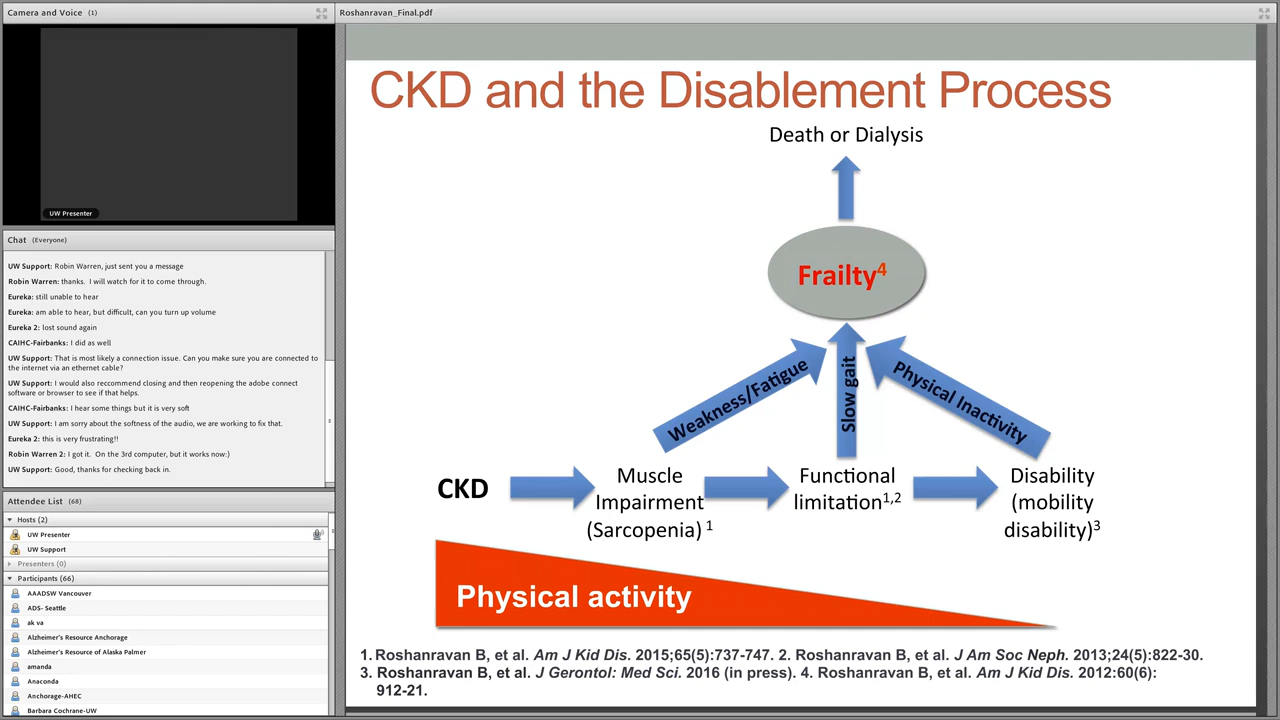 Camera and Voice (1)
UW Presenter
Chat (Everyone)
UW Support: Robin Warren, just sent you a message
Robin Warren: thanks. I will watch for it to come through.
Eureka: still unable to hear
Eureka: am able to hear, but difficult, can you turn up volume
Eureka 2: lost sound again
CAIHC-Fairbanks: I did as well
UW Support: That is most likely a connection issue. Can you make sure you are connected to
the internet via an ethernet cable?
UW Support: I would also reccommend closing and then reopening the adobe connect
software or browser to see if that helps.
CAIHC-Fairbanks: I hear some things but it is very soft
UW Support: I am sorry about the softness of the audio, we are working to fix that.
Eureka 2: this is very frustrating!!
Robin Warren 2: I got it. On the 3rd computer, but it works now:)
UW Support: Good, thanks for checking back in.
Attendee List (68)
Hosts (2)
UW Presenter
UW Support
Presenters (0)
Participants (66)
AAADSW Vancouver
ADS- Seattle
ak va
Alzheimer's Resource Anchorage
Alzheimer's Resource of Alaska Palmer
amanda
Anaconda
Anchorage-AHEC
Barbara Cochrane-UW
Roshanravan_Final.pdf
CKD and the Disablement Process
Death or Dialysis
Frailty4
Weakness/Fatigue
Slow gait
Physical Inactivity
CKD
Muscle
Impairment
(Sarcopenia) 1
Functional
limitation1,2
Disability
(mobility
disability)3
Physical activity
1. Roshanravan B, et al. Am J Kid Dis. 2015;65(5):737-747. 2. Roshanravan B, et al. J Am Soc Neph. 2013;24(5):822-30.
3. Roshanravan B, et al. J Gerontol: Med Sci. 2016 (in press). 4. Roshanravan B, et al. Am J Kid Dis. 2012:60(6):
912-21.